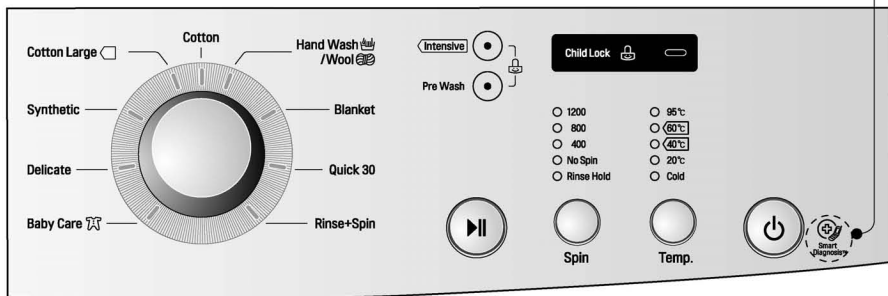 Cotton
Cotton Large
Hand Wash
/Wool
Synthetic
Blanket
Delicate
Quick 30
Baby Care
Rinse+Spin
Intensive
Pre Wash
Child Lock
1200
800
400
No Spin
Rinse Hold
95℃
60℃
40℃
20℃
Cold
Spin
Temp.
Smart
Diagnosis™